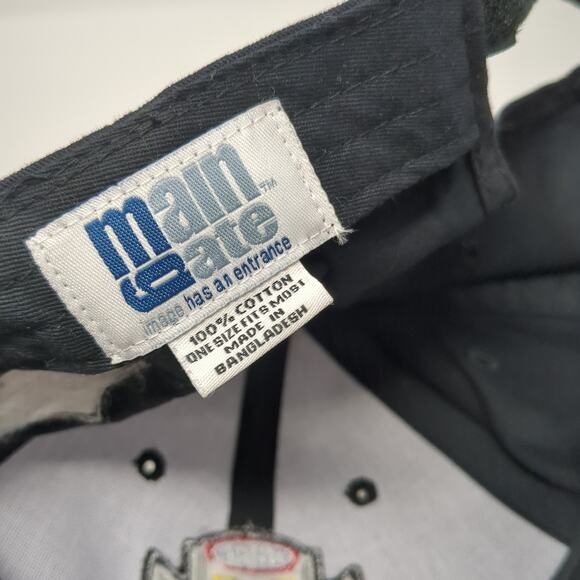 main
gate
™
image has an entrance
100% COTTON
ONE SIZE FITS MOST
MADE IN
BANGLADESH